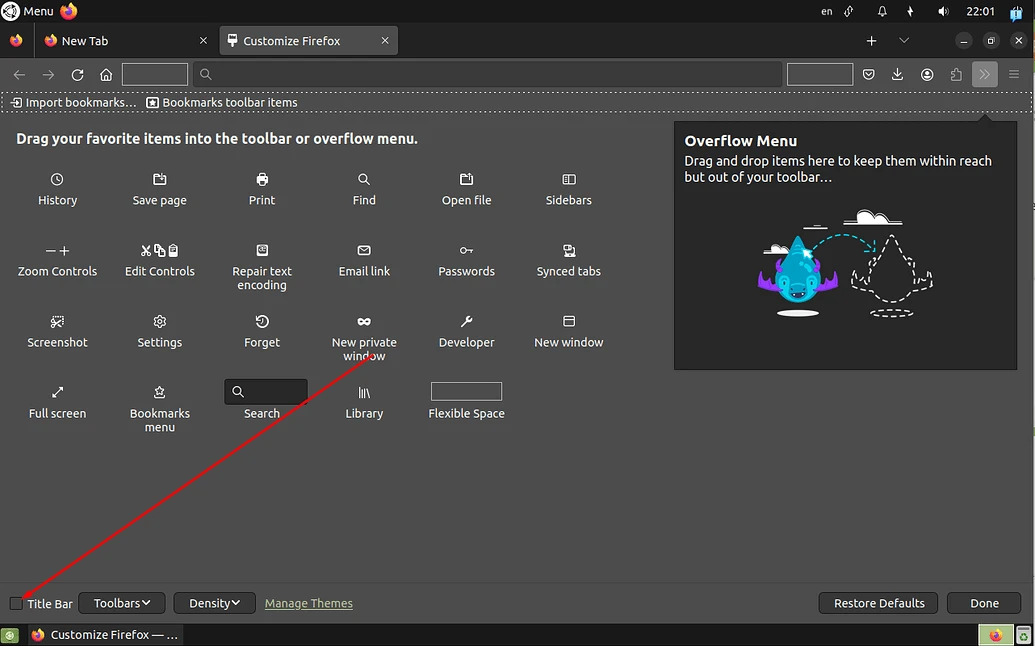 Menu
en
22:01
New Tab
Customize Firefox
Import bookmarks...
Bookmarks toolbar items
Drag your favorite items into the toolbar or overflow menu.
History
Save page
Print
Find
Open file
Sidebars
Zoom Controls
Edit Controls
Repair text
encoding
Email link
Passwords
Synced tabs
Screenshot
Settings
Forget
New private
window
Developer
New window
Full screen
Bookmarks
menu
Search
Library
Flexible Space
Overflow Menu
Drag and drop items here to keep them within reach
but out of your toolbar...
Title Bar
Toolbars
Density
Manage Themes
Restore Defaults
Done
Customize Firefox — ...